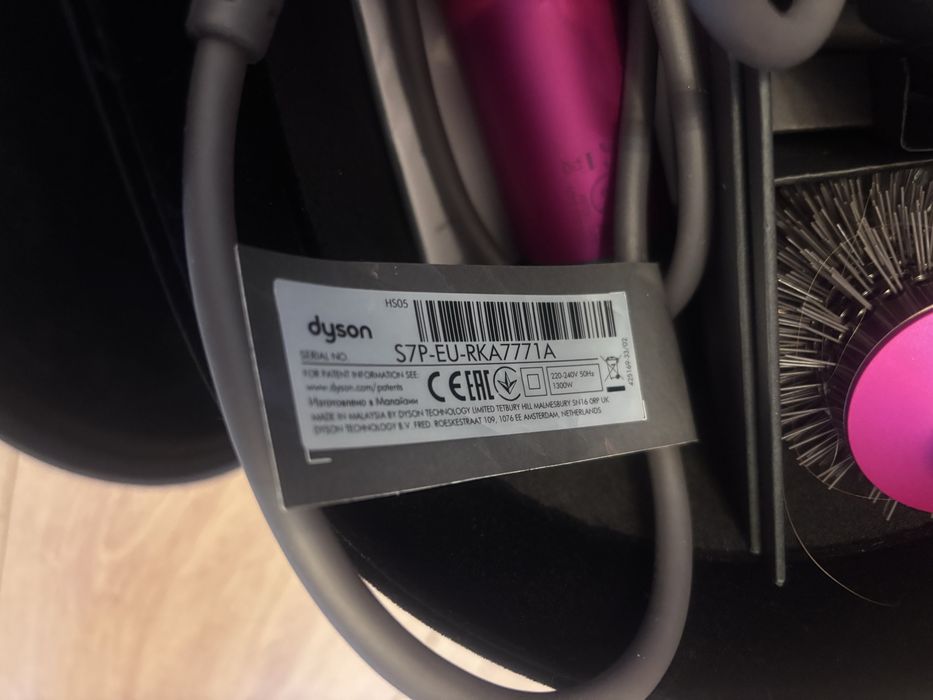 HS05
dyson
SERIAL NO. S7P-EU-RKA7771A
FOR PATENT INFORMATION SEE:
www.dyson.com/patents
CE EAC 220-240V 50Hz
1300W
Изготовлено в Малайзии
MADE IN MALAYSIA BY DYSON TECHNOLOGY LIMITED TETBURY HILL MALMESBURY SN16 0RP UK
DYSON TECHNOLOGY B.V. FRED. ROESKESTRAAT 109, 1076 EE AMSTERDAM, NETHERLANDS